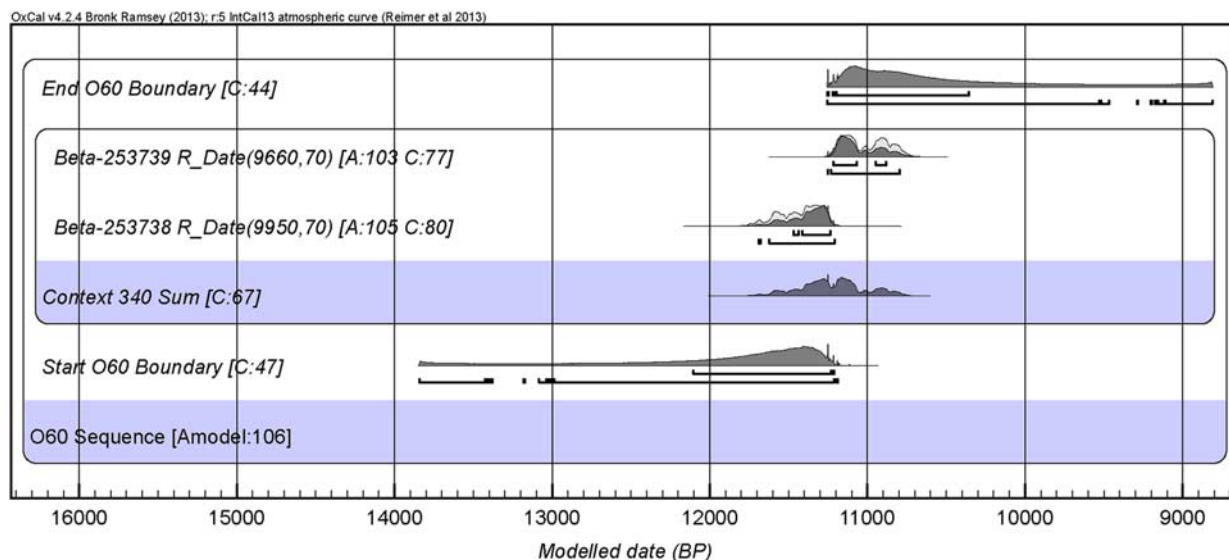 OxCal v4.2.4 Bronk Ramsey (2013); r:5 IntCal13 atmospheric curve (Reimer et al 2013)
End O60 Boundary [C:44]
Beta-253739 R_Date(9660,70) [A:103 C:77]
Beta-253738 R_Date(9950,70) [A:105 C:80]
Context 340 Sum [C:67]
Start O60 Boundary [C:47]
O60 Sequence [Amodel:106]
16000 15000 14000 13000 12000 11000 10000 9000
Modelled date (BP)